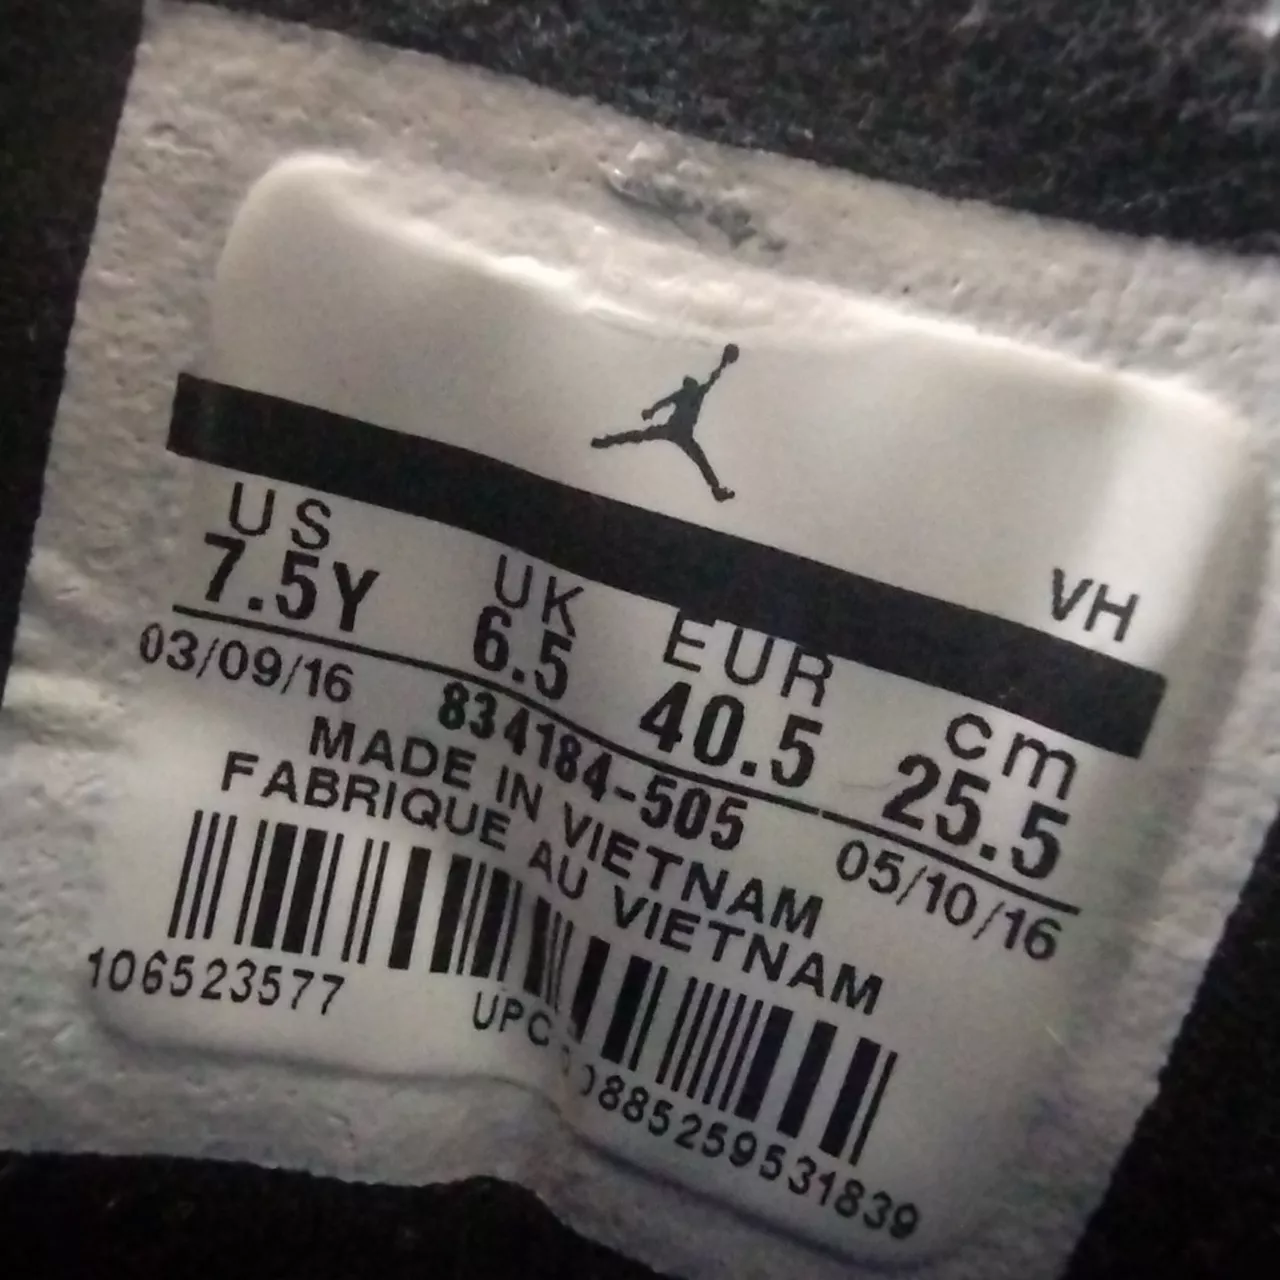 VH
US UK EUR cm
7.5Y 6.5 40.5 25.5
03/09/16 834184-505 05/10/16
MADE IN VIETNAM
FABRIQUE AU VIETNAM
106523577 UPC 00885259531839